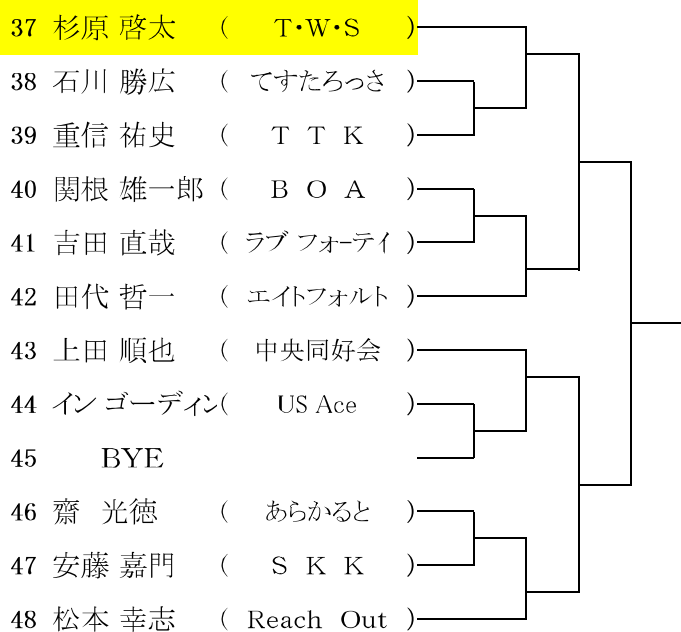 37 杉原 啓太 ( T・W・S )
38 石川 勝広 ( てすたろっさ )
39 重信 祐史 ( T T K )
40 関根 雄一郎 ( B O A )
41 吉田 直哉 ( ラブ フォーティ )
42 田代 哲一 ( エイトフォルト )
43 上田 順也 ( 中央同好会 )
44 イン ゴーディン( US Ace )
45 BYE
46 齋 光徳 ( あらかると )
47 安藤 嘉門 ( S K K )
48 松本 幸志 ( Reach Out )